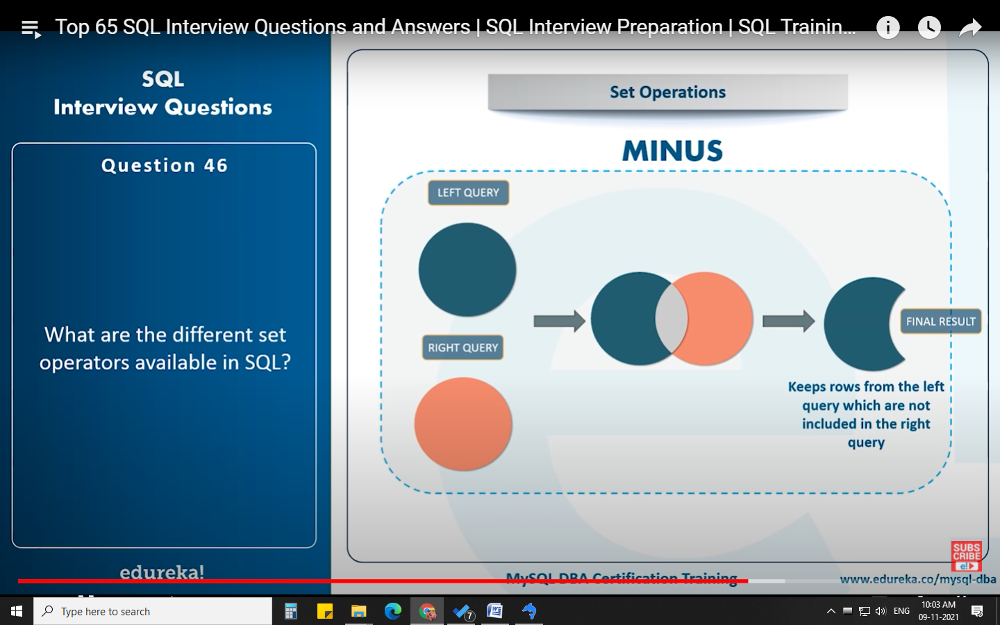 Top 65 SQL Interview Questions and Answers | SQL Interview Preparation | SQL Trainin...
SQL
Interview Questions
Question 46
What are the different set
operators available in SQL?
edureka!
Set Operations
MINUS
LEFT QUERY
RIGHT QUERY
FINAL RESULT
Keeps rows from the left
query which are not
included in the right
query
SUBS
CRIBE
e!
MySQL DBA Certification Training
www.edureka.co/mysql-dba
Type here to search
7
ENG
10:03 AM
09-11-2021